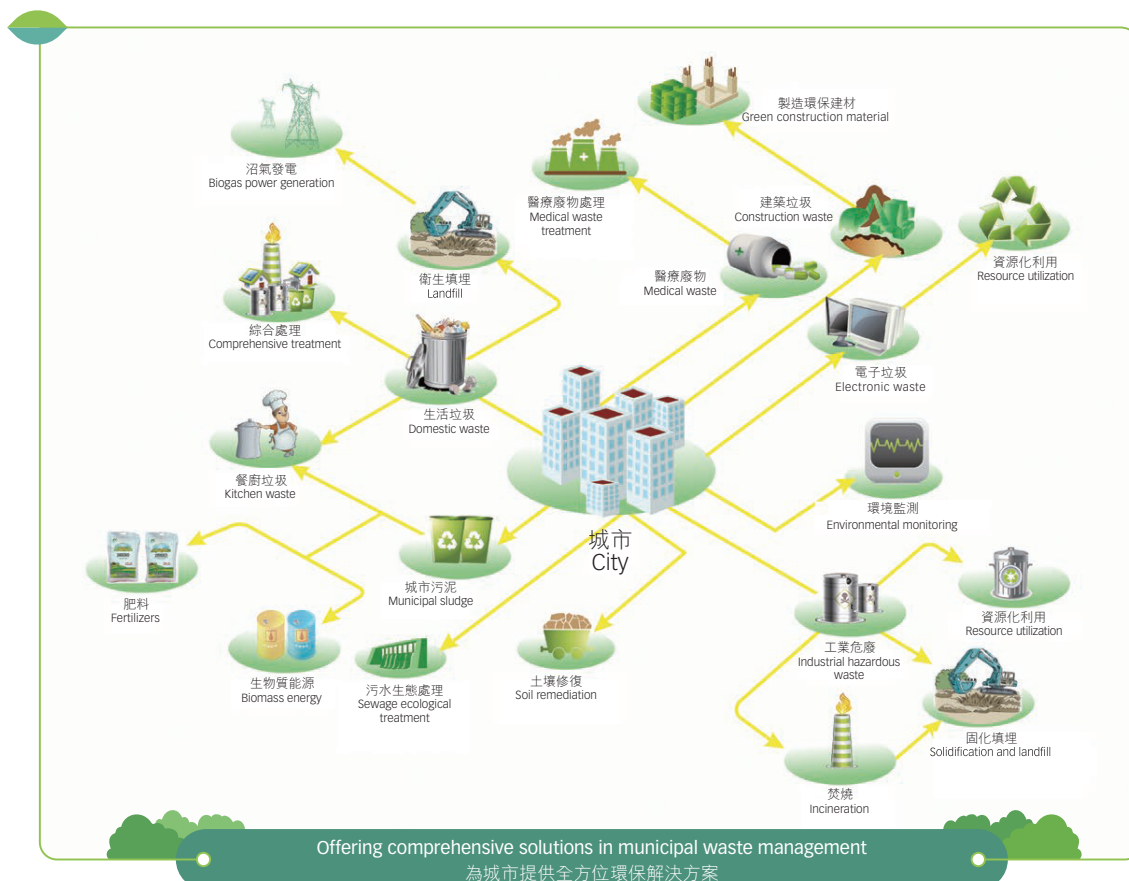 製造環保建材
Green construction material
沼氣發電
Biogas power generation
醫療廢物處理
Medical waste
treatment
建築垃圾
Construction waste
資源化利用
Resource utilization
衛生填埋
Landfill
醫療廢物
Medical waste
綜合處理
Comprehensive treatment
電子垃圾
Electronic waste
生活垃圾
Domestic waste
餐廚垃圾
Kitchen waste
環境監測
Environmental monitoring
城市
City
肥料
Fertilizers
城市污泥
Municipal sludge
資源化利用
Resource utilization
工業危廢
Industrial hazardous
waste
生物質能源
Biomass energy
污水生態處理
Sewage ecological
treatment
土壤修復
Soil remediation
固化填埋
Solidification and landfill
焚燒
Incineration
Offering comprehensive solutions in municipal waste management
為城市提供全方位環保解決方案